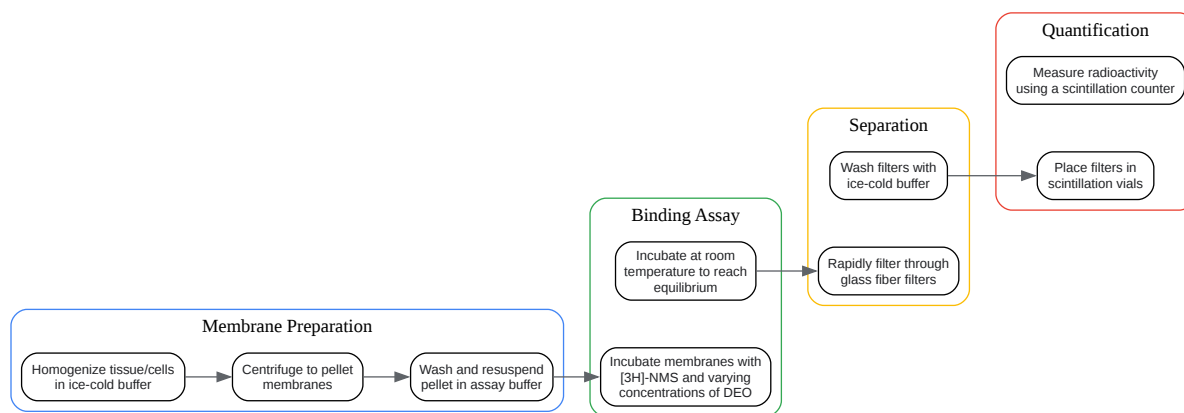 Membrane Preparation
Homogenize tissue/cells
in ice-cold buffer
Centrifuge to pellet
membranes
Wash and resuspend
pellet in assay buffer
Binding Assay
Incubate membranes with
[3H]-NMS and varying
concentrations of DEO
Incubate at room
temperature to reach
equilibrium
Separation
Rapidly filter through
glass fiber filters
Wash filters with
ice-cold buffer
Quantification
Place filters in
scintillation vials
Measure radioactivity
using a scintillation counter